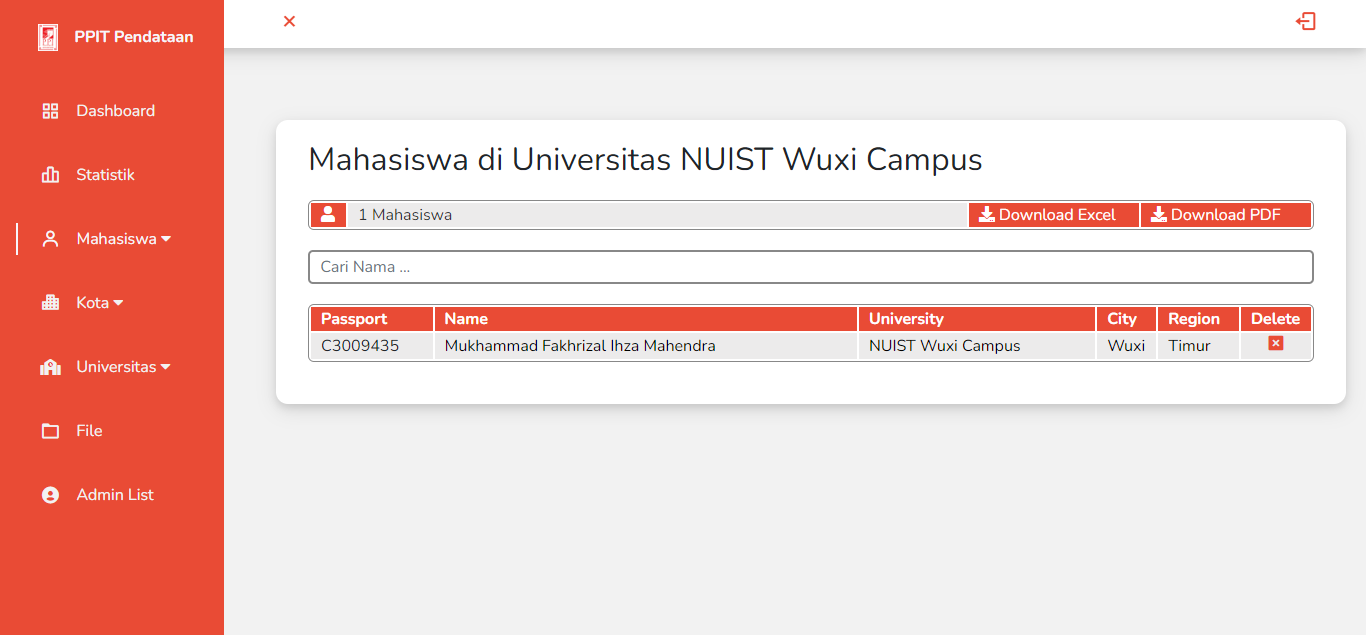 PPIT Pendataan
Dashboard
Statistik
Mahasiswa
Kota
Universitas
File
Admin List
Mahasiswa di Universitas NUIST Wuxi Campus
1 Mahasiswa Download Excel Download PDF
Cari Nama ...
Passport Name University City Region Delete
C3009435 Mukhammad Fakhrizal Ihza Mahendra NUIST Wuxi Campus Wuxi Timur